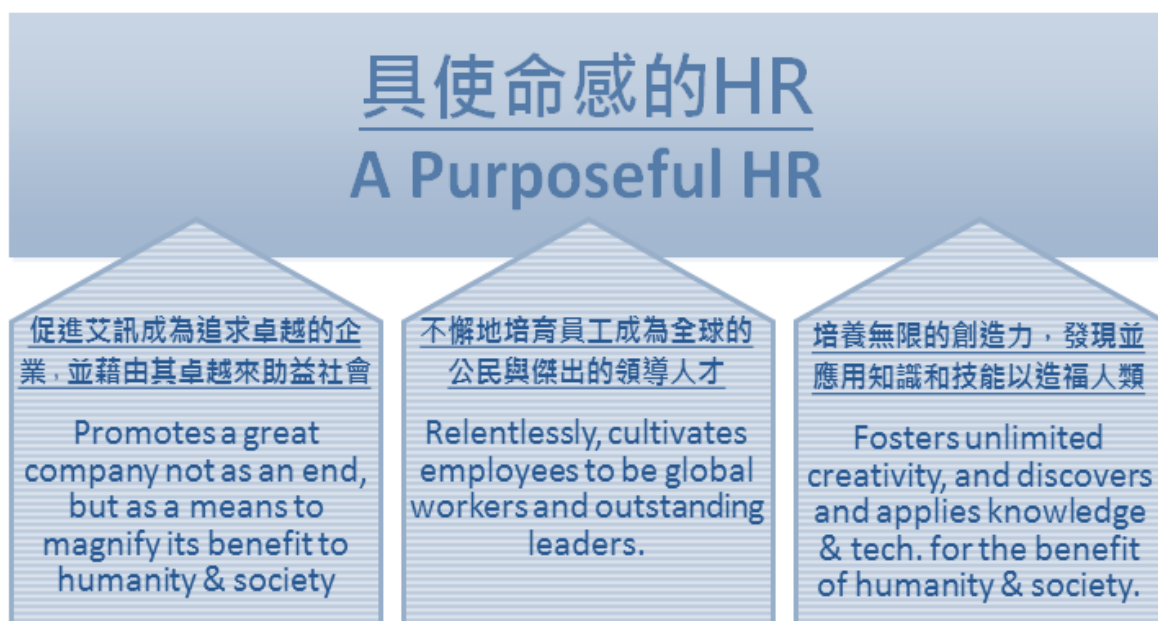 具使命感的HR
A Purposeful HR
促進艾訊成為追求卓越的企
業，並藉由其卓越來助益社會
Promotes a great
company not as an end,
but as a means to
magnify its benefit to
humanity & society
不懈地培育員工成為全球的
公民與傑出的領導人才
Relentlessly, cultivates
employees to be global
workers and outstanding
leaders.
培養無限的創造力，發現並
應用知識和技能以造福人類
Fosters unlimited
creativity, and discovers
and applies knowledge
& tech. for the benefit
of humanity & society.